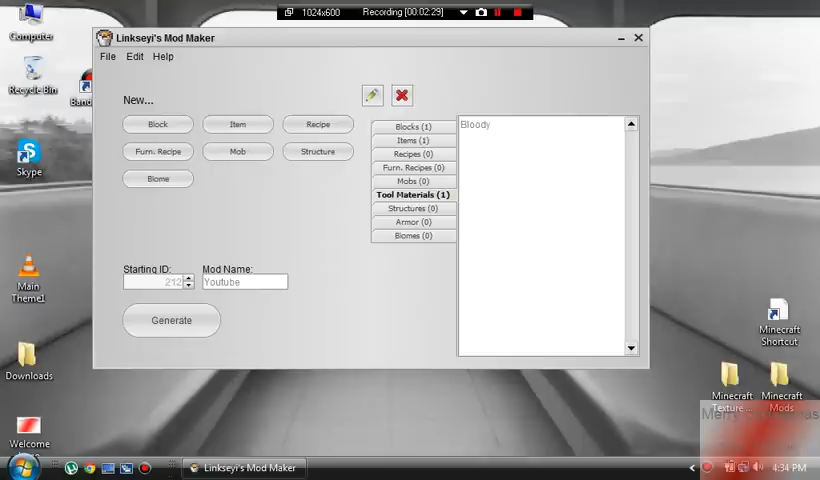 1024x600 Recording [00:02:29]
Computer
Linkseyi's Mod Maker
File Edit Help
Recycle Bin
New...
Block Item Recipe
Furn. Recipe Mob Structure
Biome
Blocks (1)
Items (1)
Recipes (0)
Furn. Recipes (0)
Mobs (0)
Tool Materials (1)
Structures (0)
Armor (0)
Biomes (0)
Bloody
Skype
Starting ID: Mod Name:
212 Youtube
Generate
Main
Theme1
Downloads
Welcome
Minecraft
Shortcut
Minecraft
Texture ...
Minecraft
Mods
Linkseyi's Mod Maker
4:34 PM